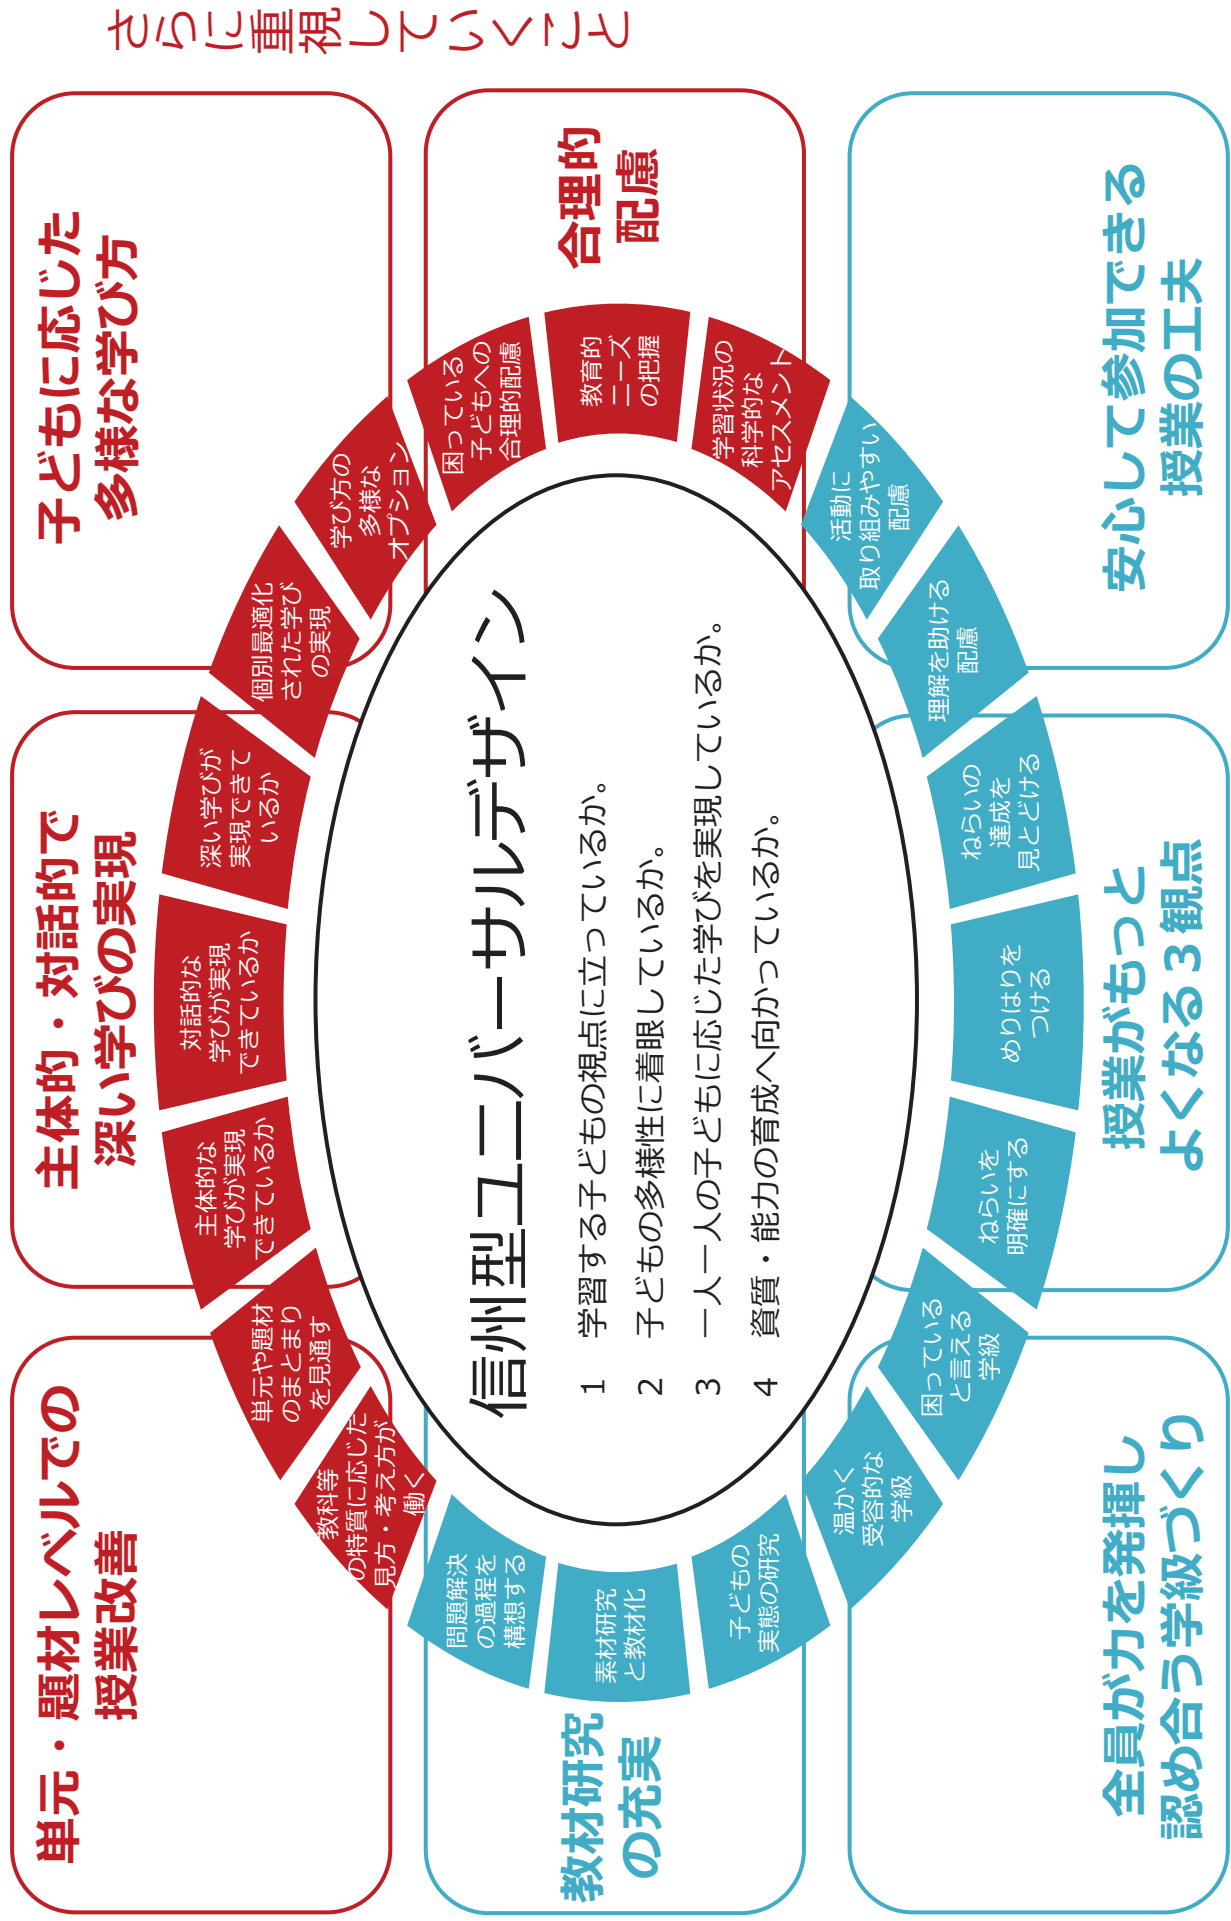 さらに重視していくこと
単元・題材レベルでの
授業改善
主体的・対話的で
深い学びの実現
子どもに応じた
多様な学び方
合理的
配慮
安心して参加できる
授業の工夫
授業がもっと
よくなる３観点
全員が力を発揮し
認め合う学級づくり
教材研究
の充実
教科等
の特質に応じた
見方・考え方が
働く
単元や題材
のまとまり
を見通す
主体的な
学びが実現
できているか
対話的な
学びが実現
できているか
深い学びが
実現できて
いるか
個別最適化
された学び
の実現
学び方の
多様な
オプション
困っている
子どもへの
合理的配慮
教育的
ニーズ
の把握
学習状況の
科学的な
アセスメント
活動に
取り組みやすい
配慮
理解を助ける
配慮
ねらいの
達成を
見とどける
めりはりを
つける
ねらいを
明確にする
困っている
と言える
学級
温かく
受容的な
学級
子どもの
実態の研究
素材研究
と教材化
問題解決
の過程を
構想する
信州型ユニバーサルデザイン
1 学習する子どもの視点に立っているか。
2 子どもの多様性に着眼しているか。
3 一人一人の子どもに応じた学びを実現しているか。
4 資質・能力の育成へ向かっているか。